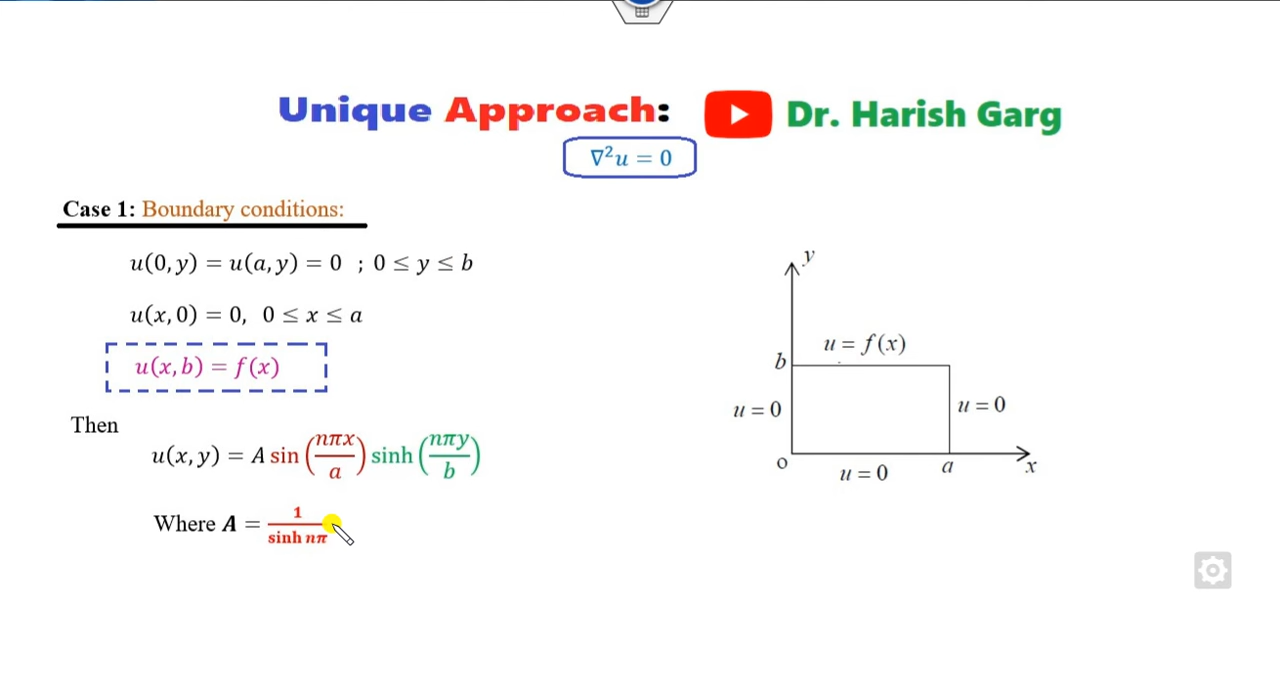 Unique Approach: Dr. Harish Garg
∇²u = 0
Case 1: Boundary conditions:
u(0, y) = u(a, y) = 0 ; 0 ≤ y ≤ b
u(x, 0) = 0, 0 ≤ x ≤ a
u(x, b) = f(x)
Then
u(x, y) = A sin (nπx/a) sinh (nπy/b)
Where A = 1/sinh nπ
y
u = f(x)
b
u = 0
u = 0
o
u = 0
a
x